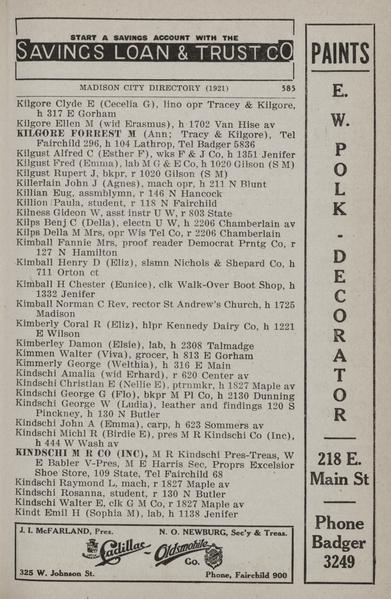 START A SAVINGS ACCOUNT WITH THE
SAVINGS LOAN & TRUST CO
MADISON CITY DIRECTORY (1921) 585
Kilgore Clyde E (Cecelia G), lino opr Tracey & Kilgore,
h 317 E Gorham
Kilgore Ellen M (wid Erasmus), h 1702 Van Hise av
KILGORE FORREST M (Ann; Tracy & Kilgore), Tel
Fairchild 296, h 104 Lathrop, Tel Badger 5836
Kilgust Alfred C (Esther F), wks F & J Co, h 1351 Jenifer
Kilgust Fred (Emma), lab M G & E Co, h 1020 Gilson (S M)
Kilgust Rupert J, bkpr, r 1020 Gilson (S M)
Killerlain John J (Agnes), mach opr, h 211 N Blunt
Killian Eug, assmblymn, r 146 N Hancock
Killion Paula, student, r 118 N Fairchild
Kilness Gideon W, asst instr U W, r 803 State
Kilps Benj C (Della), electn U W, h 2206 Chamberlain av
Kilps Della M Mrs, opr Wis Tel Co, r 2206 Chamberlain
Kimball Fannie Mrs, proof reader Democrat Prntg Co, r
127 N Hamilton
Kimball Henry D (Eliz), slsmn Nichols & Shepard Co, h
711 Orton ct
Kimball H Chester (Eunice), clk Walk-Over Boot Shop, h
1332 Jenifer
Kimball Norman C Rev, rector St Andrew's Church, h 1725
Madison
Kimberly Coral R (Eliz), hlpr Kennedy Dairy Co, h 1221
E Wilson
Kimberley Damon (Elsie), lab, h 2308 Talmadge
Kimmen Walter (Viva), grocer, h 813 E Gorham
Kimmerly George (Welthia), h 316 E Main
Kindschi Amalia (wid Erhard), r 620 Center av
Kindschi Christian E (Nellie E), ptrnmkr, h 1827 Maple av
Kindschi George G (Flo), bkpr M Pl Co, h 2130 Dunning
Kindschi George W (Ludia), leather and findings 120 S
Pinckney, h 130 N Butler
Kindschi John A (Emma), carp, h 623 Sommers av
Kindschi Michl R (Birdie E), pres M R Kindschi Co (Inc),
h 444 W Wash av
KINDSCHI M R CO (INC), M R Kindschi Pres-Treas, W
E Babler V-Pres, M E Harris Sec, Proprs Excelsior
Shoe Store, 109 State, Tel Fairchild 68
Kindschi Raymond L, mach, r 1827 Maple av
Kindschi Rosanna, student, r 130 N Butler
Kindschi Walter E, clk G M Co, r 1827 Maple av
Kindt Emil H (Sophia M), lab, h 1138 Jenifer
J. I. McFARLAND, Pres. N. O. NEWBURG, Sec'y & Treas.
Cadillac-Oldsmobile
Co.
325 W. Johnson St. Phone, Fairchild 900
PAINTS
E.
W.
P
O
L
K
-
D
E
C
O
R
A
T
O
R
218 E.
Main St
Phone
Badger
3249